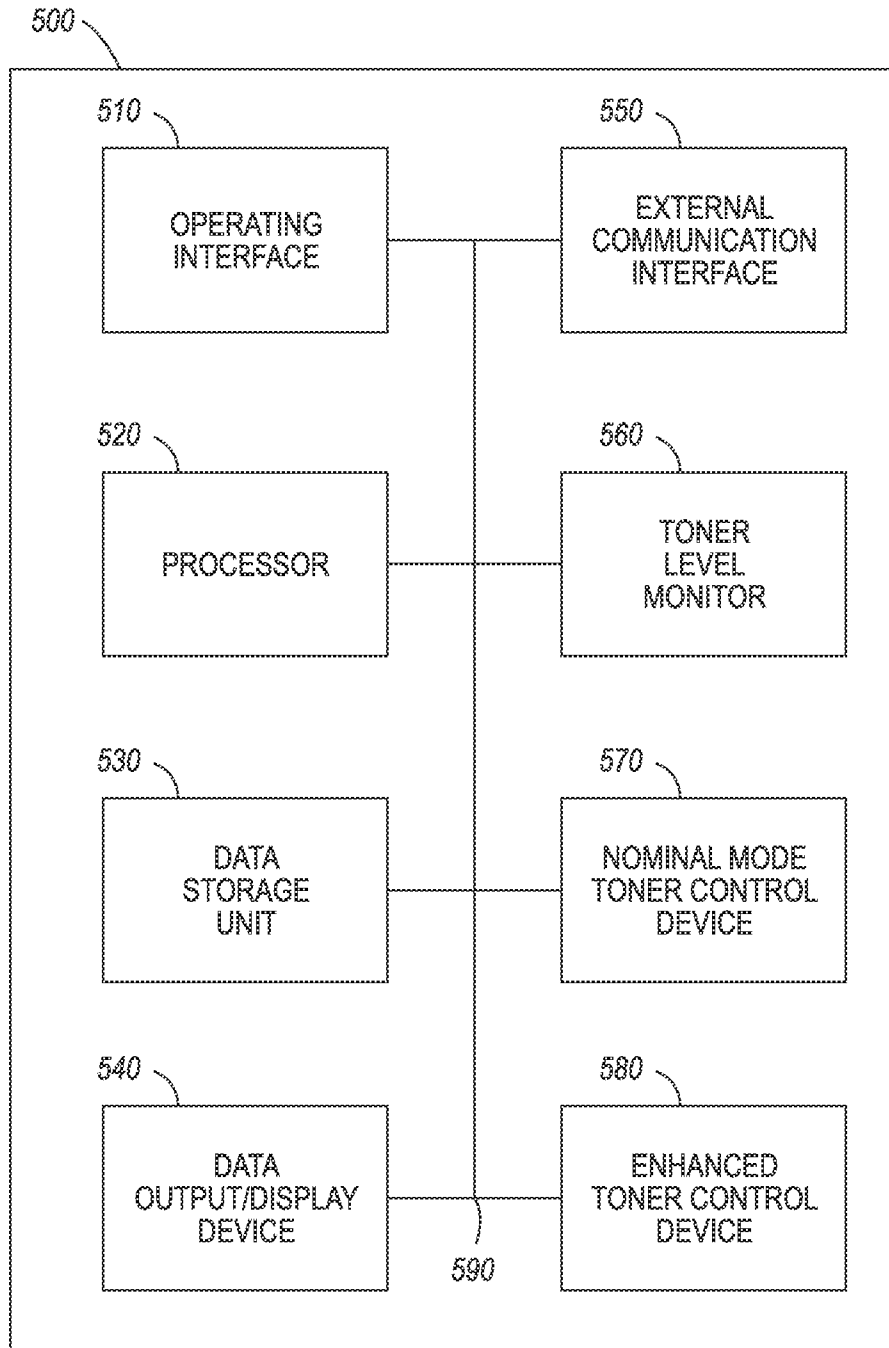 500
510
OPERATING
INTERFACE
550
EXTERNAL
COMMUNICATION
INTERFACE
520
PROCESSOR
560
TONER
LEVEL
MONITOR
530
DATA
STORAGE
UNIT
570
NOMINAL MODE
TONER CONTROL
DEVICE
540
DATA
OUTPUT/DISPLAY
DEVICE
580
ENHANCED
TONER CONTROL
DEVICE
590